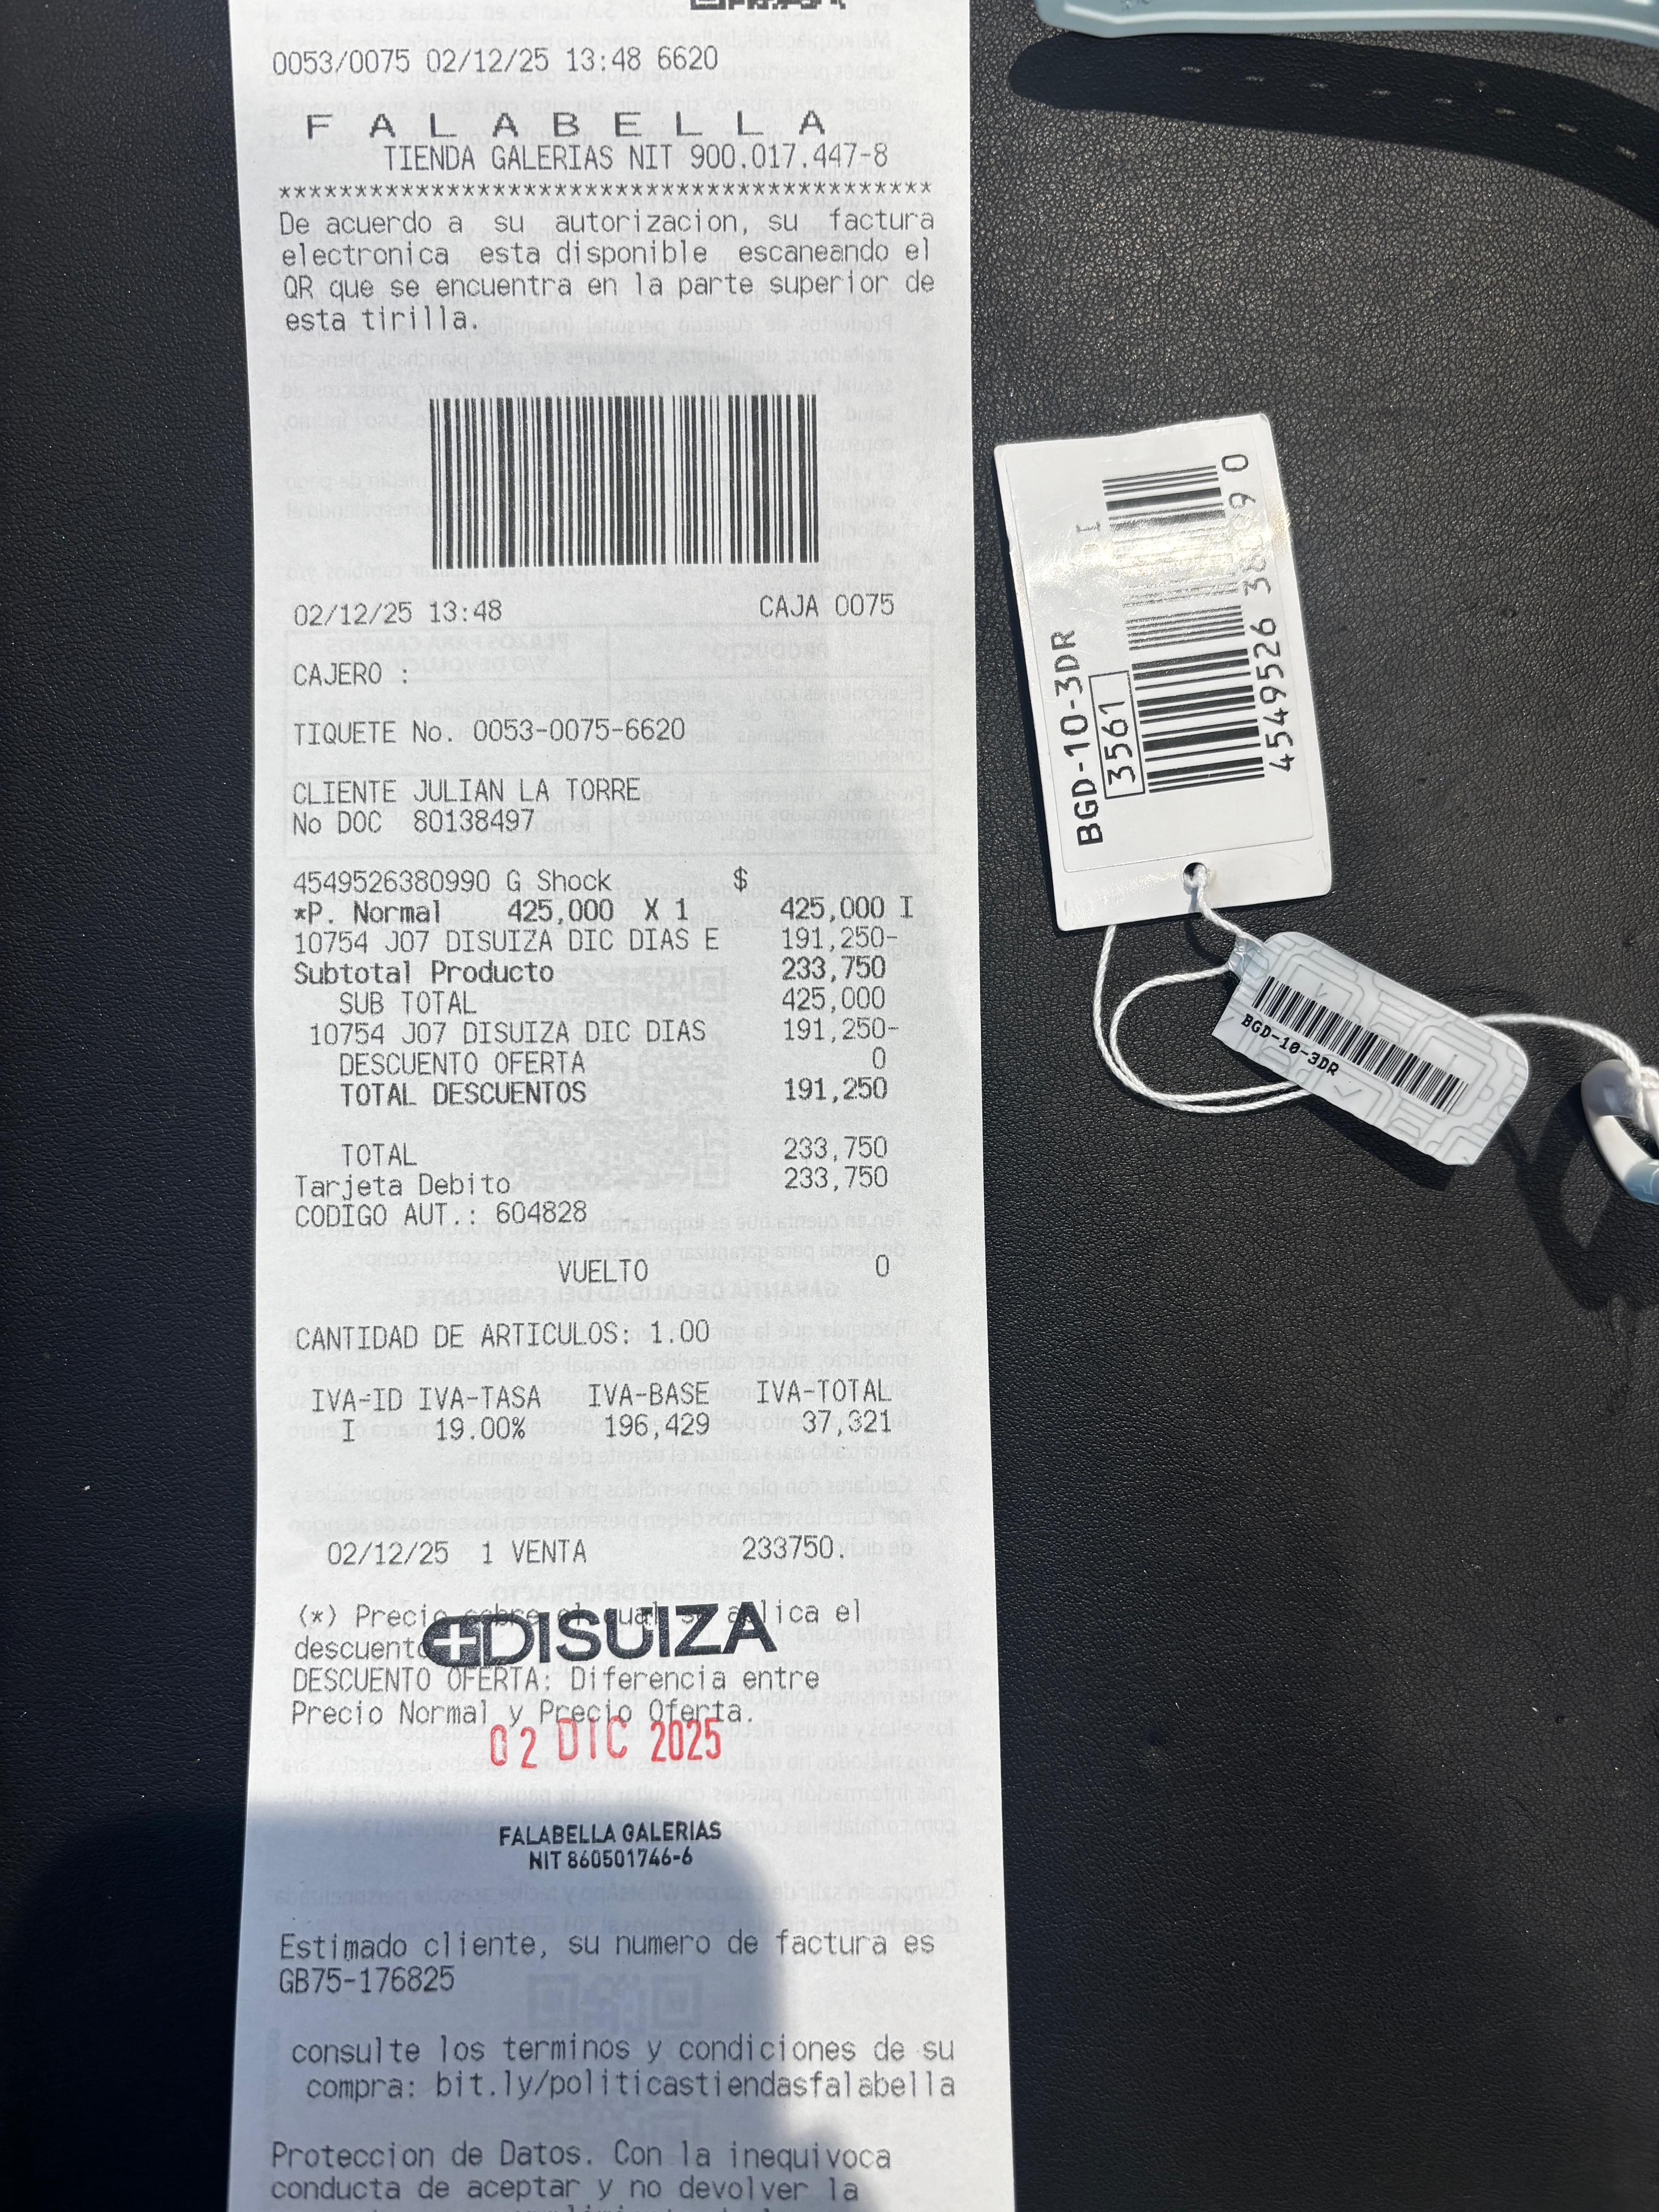 0053/0075 02/12/25 13:48 6620
FALABELLA
TIENDA GALERIAS NIT 900.017.447-8
*******************************************
De acuerdo a su autorizacion, su factura
electronica esta disponible escaneando el
QR que se encuentra en la parte superior de
esta tirilla.
02/12/25 13:48 CAJA 0075
CAJERO :
TIQUETE No. 0053-0075-6620
CLIENTE JULIAN LA TORRE
No DOC 80138497
4549526380990 G Shock $
*P. Normal 425,000 X 1 425,000 I
10754 J07 DISUIZA DIC DIAS E 191,250-
Subtotal Producto 233,750
SUB TOTAL 425,000
10754 J07 DISUIZA DIC DIAS 191,250-
DESCUENTO OFERTA 0
TOTAL DESCUENTOS 191,250
TOTAL 233,750
Tarjeta Debito 233,750
CODIGO AUT.: 604828
VUELTO 0
CANTIDAD DE ARTICULOS: 1.00
IVA-ID IVA-TASA IVA-BASE IVA-TOTAL
I 19.00% 196,429 37,321
02/12/25 1 VENTA 233750.
(*) Precio sobre el cual se aplica el
descuento
DISUIZA
DESCUENTO OFERTA: Diferencia entre
Precio Normal y Precio Oferta.
02 DIC 2025
FALABELLA GALERIAS
NIT 860501746-6
Estimado cliente, su numero de factura es
GB75-176825
consulte los terminos y condiciones de su
compra: bit.ly/politicastiendasfalabella
Proteccion de Datos. Con la inequivoca
conducta de aceptar y no devolver la
BGD-10-3DR
3561
4549526
BGD-10-3DR